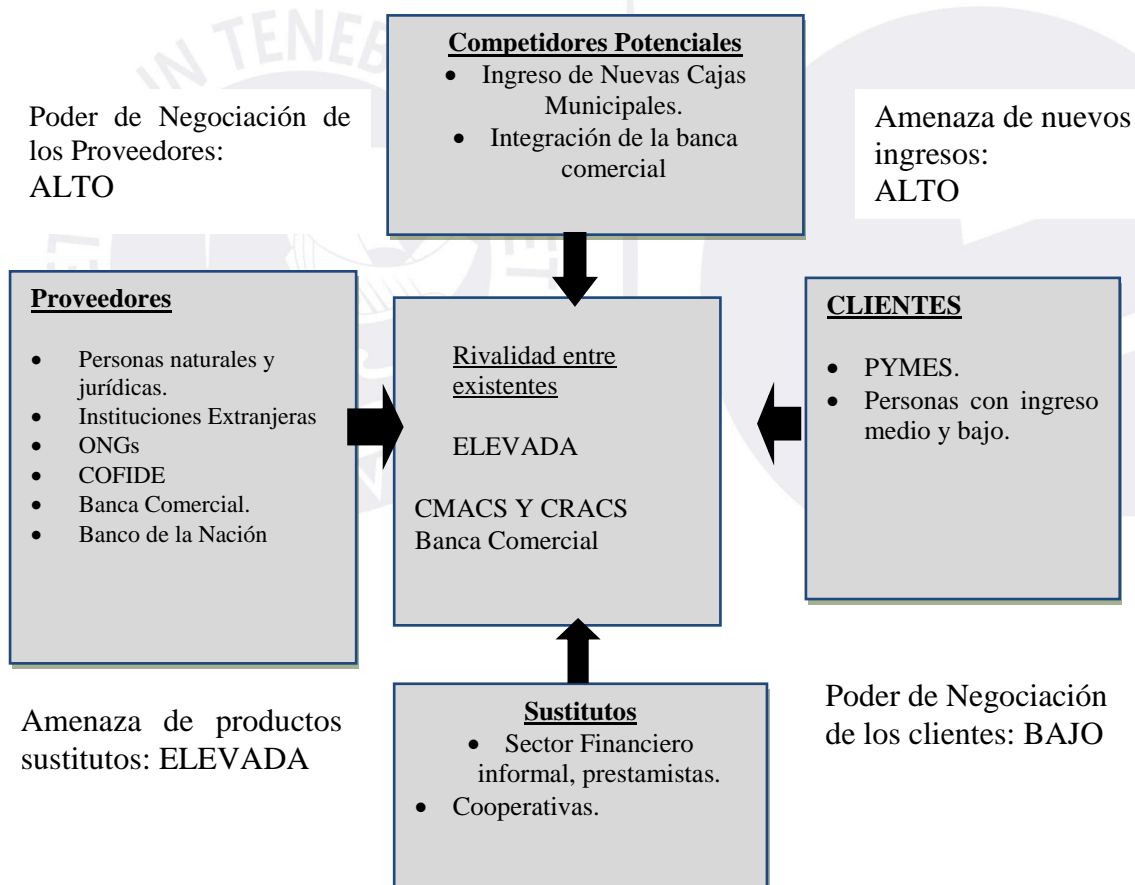 Competidores Potenciales
• Ingreso de Nuevas Cajas
Municipales.
• Integración de la banca
comercial
Poder de Negociación de
los Proveedores:
ALTO
Amenaza de nuevos
ingresos:
ALTO
Proveedores
• Personas naturales y
jurídicas.
• Instituciones Extranjeras
• ONGs
• COFIDE
• Banca Comercial.
• Banco de la Nación
Rivalidad entre
existentes
ELEVADA
CMACS Y CRACS
Banca Comercial
CLIENTES
• PYMES.
• Personas con ingreso
medio y bajo.
Amenaza de productos
sustitutos: ELEVADA
Sustitutos
• Sector Financiero
informal, prestamistas.
• Cooperativas.
Poder de Negociación
de los clientes: BAJO
IN TENEB